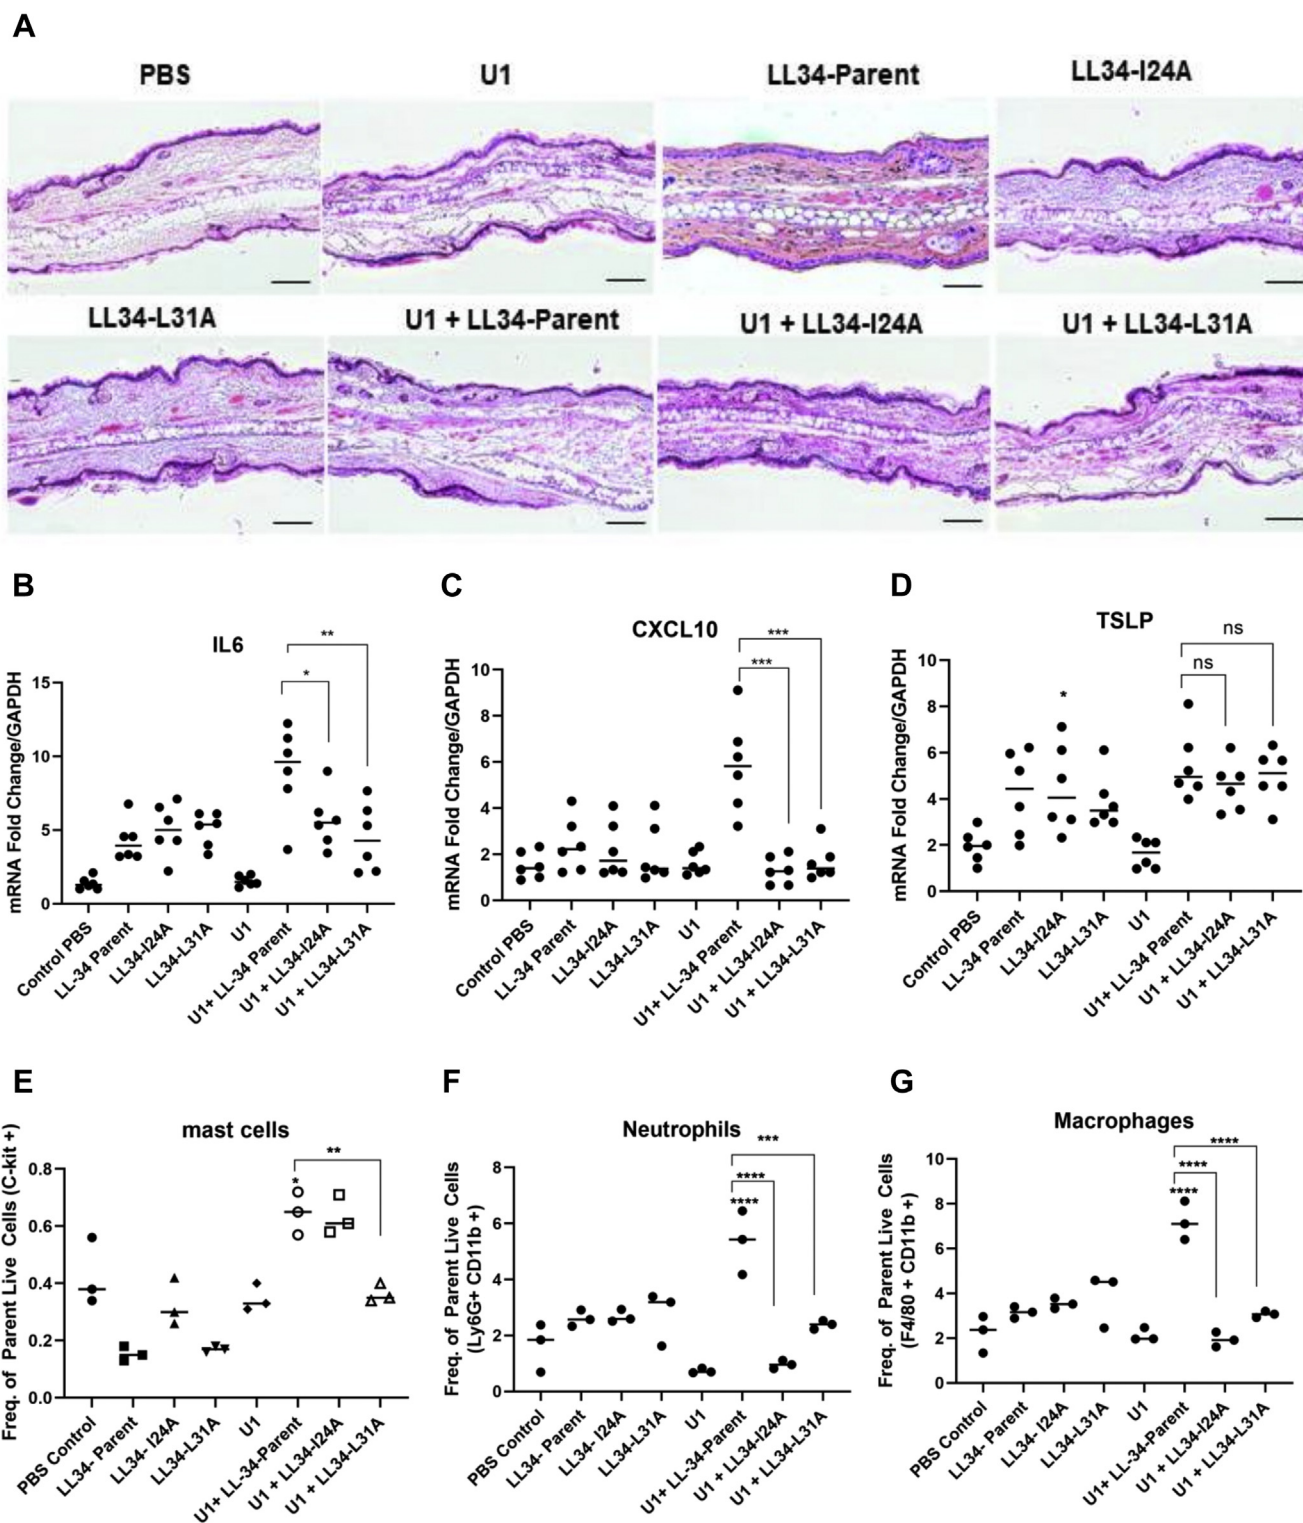 A
PBS
U1
LL34-Parent
LL34-I24A
LL34-L31A
U1 + LL34-Parent
U1 + LL34-I24A
U1 + LL34-L31A
B
IL6
mRNA Fold Change/GAPDH
15
10
5
0
**
*
Control PBS
LL-34 Parent
LL34-I24A
LL34-L31A
U1
U1+ LL-34 Parent
U1 + LL34-I24A
U1 + LL34-L31A
C
CXCL10
mRNA Fold Change/GAPDH
10
8
6
4
2
0
***
***
Control PBS
LL-34 Parent
LL34-I24A
LL34-L31A
U1
U1+ LL-34 Parent
U1 + LL34-I24A
U1 + LL34-L31A
D
TSLP
mRNA Fold Change/GAPDH
10
8
6
4
2
0
*
ns
ns
Control PBS
LL-34 Parent
LL34-I24A
LL34-L31A
U1
U1+ LL-34 Parent
U1 + LL34-I24A
U1 + LL34-L31A
E
mast cells
Freq. of Parent Live Cells (C-kit +)
0.8
0.6
0.4
0.2
0.0
**
*
PBS Control
LL34- Parent
LL34- I24A
LL34-L31A
U1
U1+ LL-34-Parent
U1 + LL34-I24A
U1 + LL34-L31A
F
Neutrophils
Freq. of Parent Live Cells
(Ly6G+ CD11b +)
8
6
4
2
0
***
****
****
PBS Control
LL34- Parent
LL34- I24A
LL34-L31A
U1
U1+ LL-34-Parent
U1 + LL34-I24A
U1 + LL34-L31A
G
Macrophages
Freq. of Parent Live Cells
(F4/80 + CD11b +)
10
8
6
4
2
0
****
****
****
PBS Control
LL34- Parent
LL34- I24A
LL34-L31A
U1
U1+ LL-34-Parent
U1 + LL34-I24A
U1 + LL34-L31A